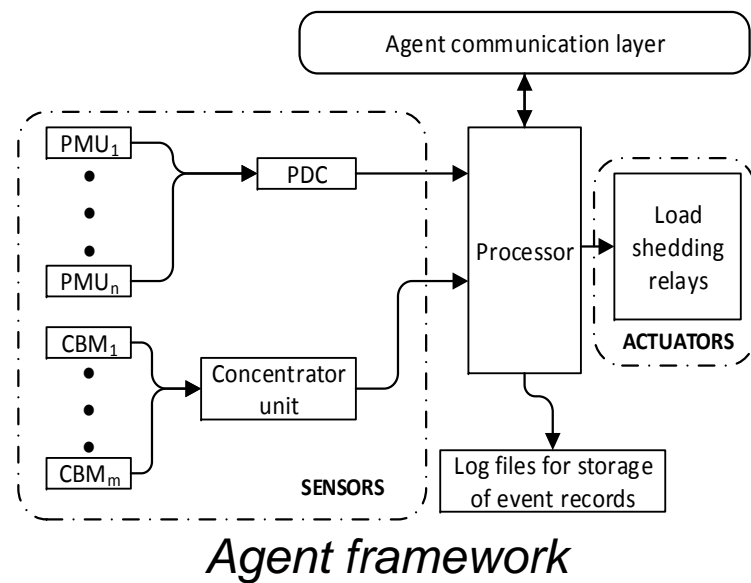 Agent communication layer
PMU₁
PDC
PMUₙ
CBM₁
Concentrator
unit
CBMₘ
SENSORS
Processor
Load
shedding
relays
ACTUATORS
Log files for storage
of event records
Agent framework